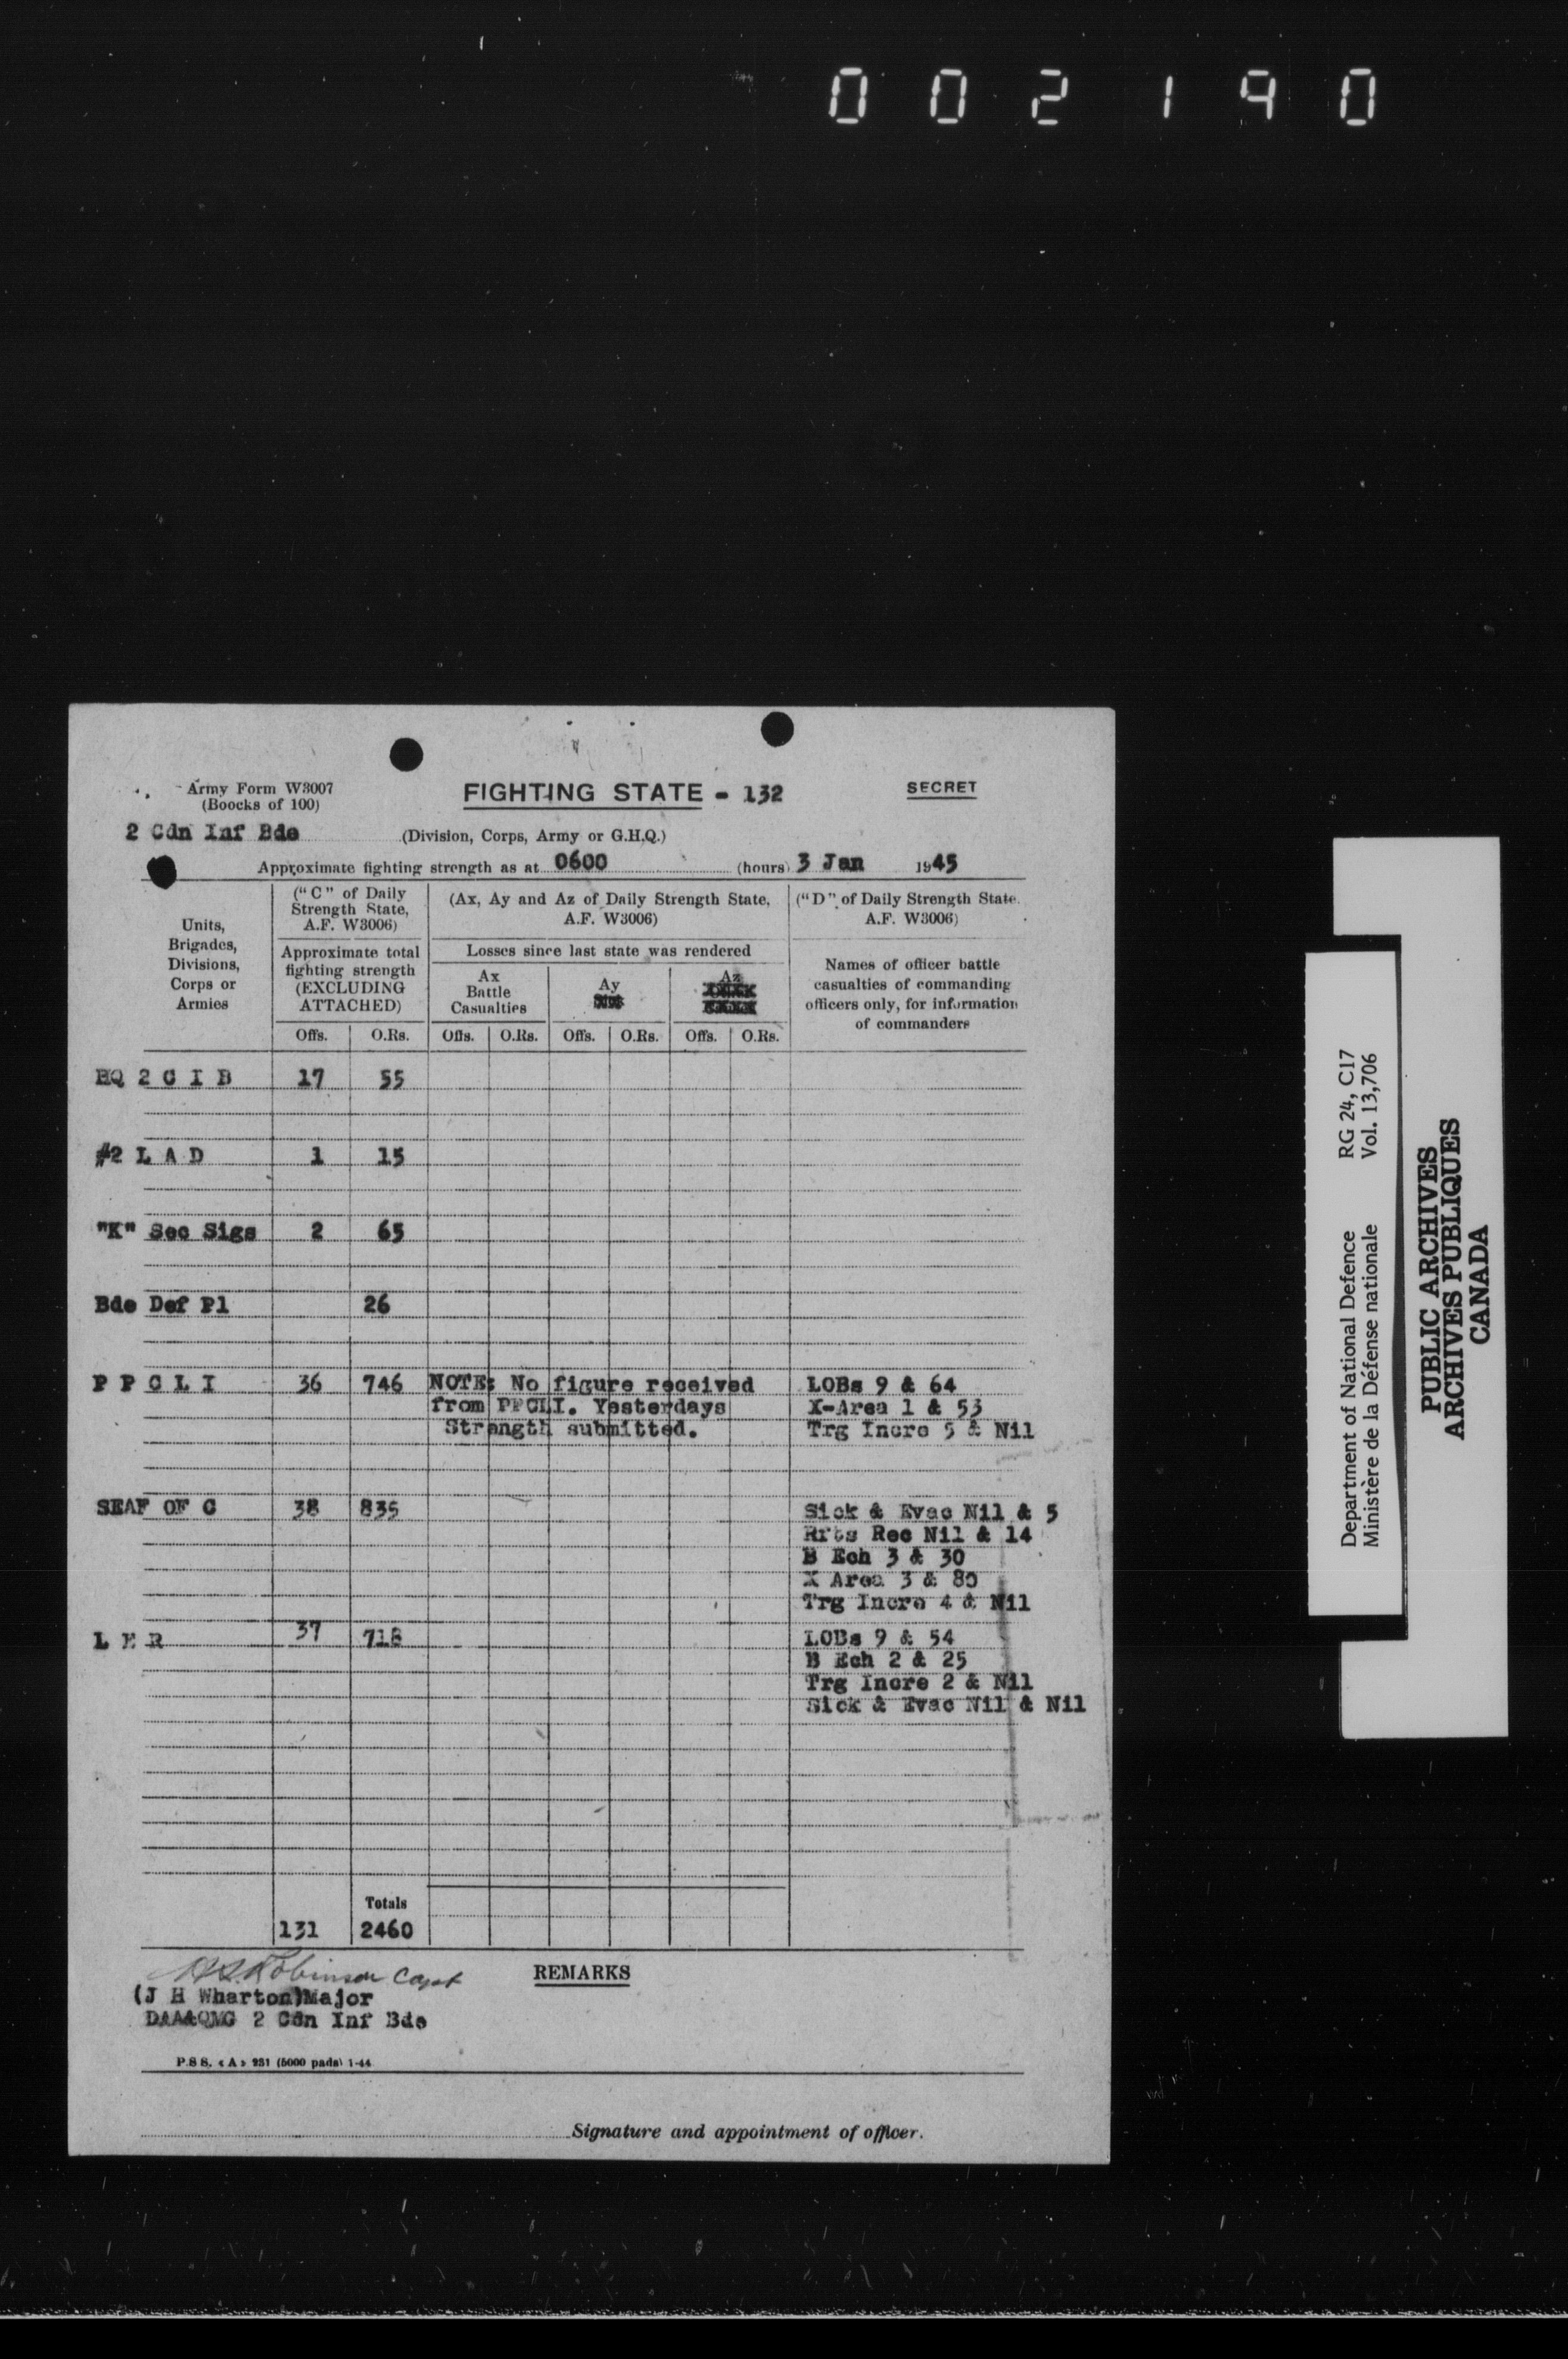 002190
Army Form W3007
(Boocks of 100)
FIGHTING STATE - 132
SECRET
2 Cdn Inf Bde (Division, Corps, Army or G.H.Q.)
Approximate fighting strength as at 0600 (hours) 3 Jan 1945
Units,
Brigades,
Divisions,
Corps or
Armies
("C" of Daily
Strength State,
A.F. W3006)
Approximate total
fighting strength
(EXCLUDING
ATTACHED)
(Ax, Ay and Az of Daily Strength State,
A.F. W3006)
Losses since last state was rendered
Ax
Battle
Casualties
Ay
Az
("D" of Daily Strength State.
A.F. W3006)
Names of officer battle
casualties of commanding
officers only, for information
of commanders
Offs. O.Rs. Offs. O.Rs. Offs. O.Rs. Offs. O.Rs.
HQ 2 C I B 17 55
#2 L A D 1 15
"K" Sec Sigs 2 65
Bde Def Pl 26
P P C L I 36 746 NOTE: No figure received LOBs 9 & 64
from PPCLI. Yesterdays X-Area 1 & 53
Strength submitted. Trg Incre 5 & Nil
SEAF OF C 38 835 Sick & Evac Nil & 5
Rfts Rec Nil & 14
B Ech 3 & 30
X Area 3 & 80
Trg Incre 4 & Nil
L E R 37 718 LOBs 9 & 54
B Ech 2 & 25
Trg Incre 2 & Nil
Sick & Evac Nil & Nil
Totals
131 2460
Robinson Capt
REMARKS
(J H Wharton)Major
DAA&QMG 2 Cdn Inf Bde
P.S S. « A » 931 (5000 pads) 1-44
Signature and appointment of officer.
Department of National Defence RG 24, C17
Ministère de la Défense nationale Vol. 13,706
PUBLIC ARCHIVES
ARCHIVES PUBLIQUES
CANADA